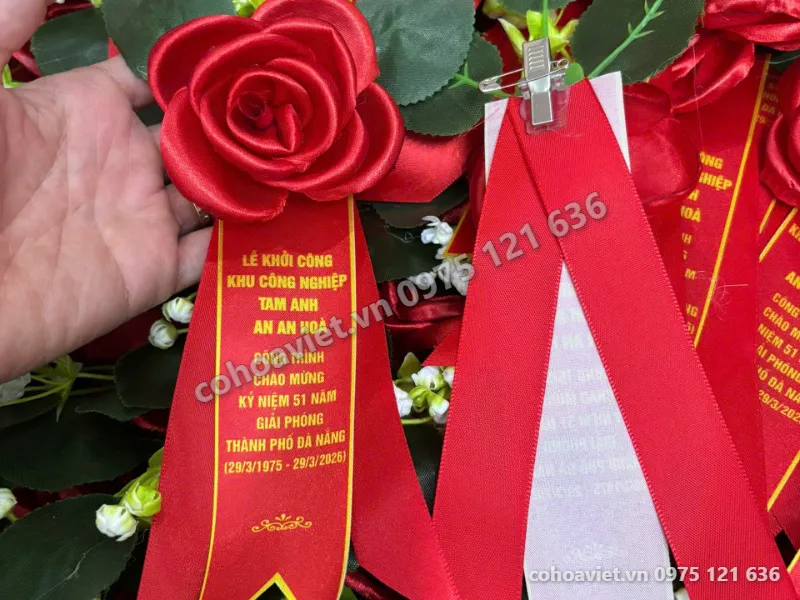 LỄ KHỞI CÔNG
KHU CÔNG NGHIỆP
TAM ANH
AN AN HOÀ
CÔNG TRÌNH
CHÀO MỪNG
KỶ NIỆM 51 NĂM
GIẢI PHÓNG
THÀNH PHỐ ĐÀ NẴNG
(29/3/1975 - 29/3/2026)
cohoaviet.vn 0975 121 636
cohoaviet.vn 0975 121 636